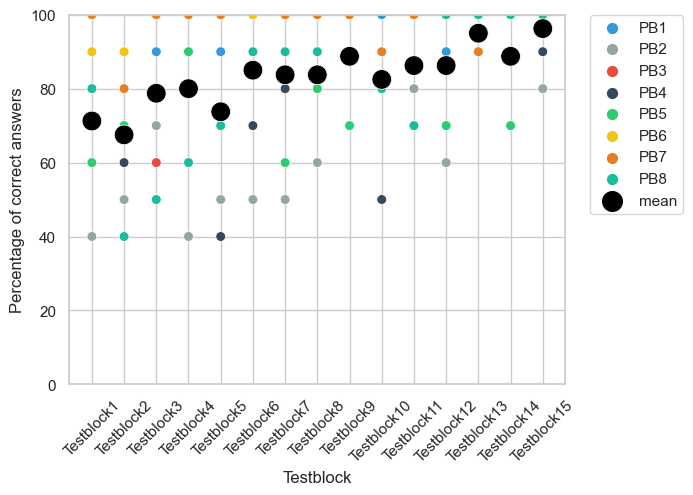 100
80
60
40
20
0
Percentage of correct answers
Testblock1
Testblock2
Testblock3
Testblock4
Testblock5
Testblock6
Testblock7
Testblock8
Testblock9
Testblock10
Testblock11
Testblock12
Testblock13
Testblock14
Testblock15
Testblock
PB1
PB2
PB3
PB4
PB5
PB6
PB7
PB8
mean